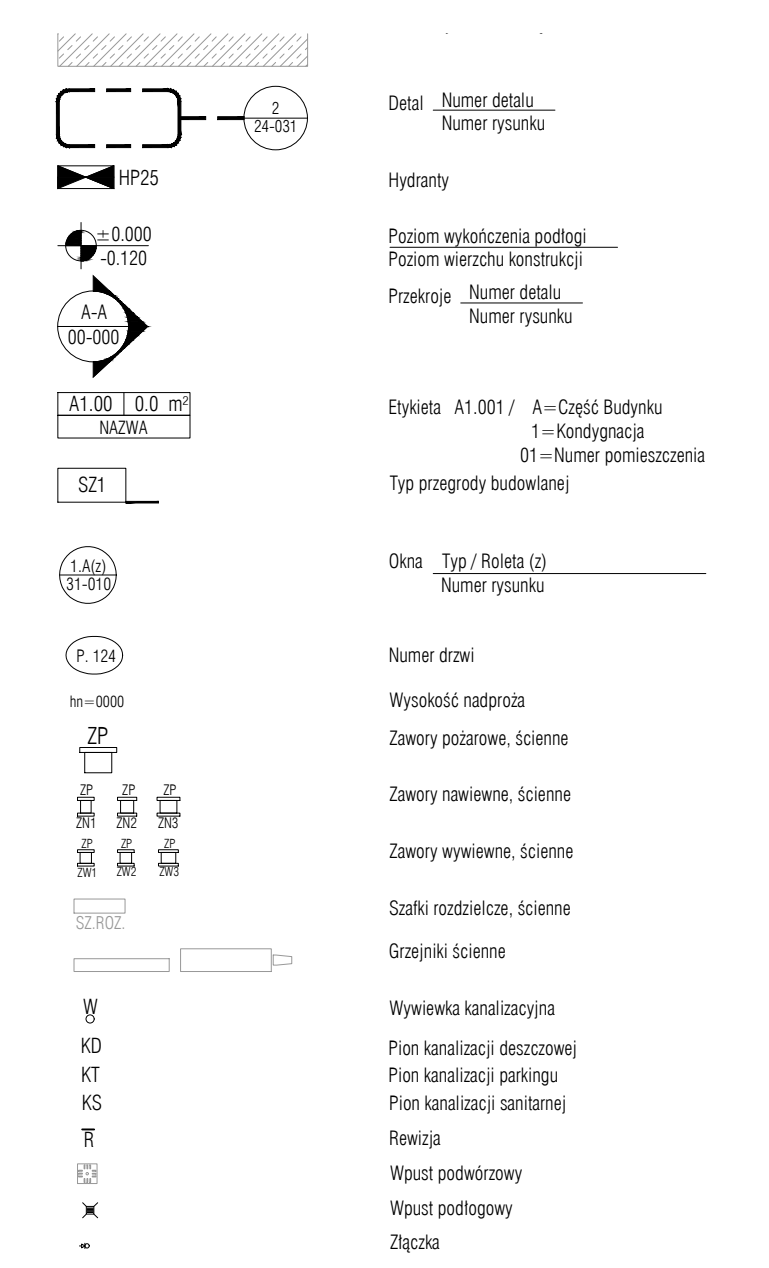 2
24-031
Detal Numer detalu
Numer rysunku
HP25
Hydranty
±0.000
-0.120
Poziom wykończenia podłogi
Poziom wierzchu konstrukcji
A-A
00-000
Przekroje Numer detalu
Numer rysunku
A1.00 0.0 m²
NAZWA
Etykieta A1.001 / A=Część Budynku
1=Kondygnacja
01=Numer pomieszczenia
SZ1
Typ przegrody budowlanej
1.A(z)
31-010
Okna Typ / Roleta (z)
Numer rysunku
P. 124
Numer drzwi
hn=0000
Wysokość nadproża
ZP
Zawory pożarowe, ścienne
ZP ZP ZP
ZN1 ZN2 ZN3
Zawory nawiewne, ścienne
ZP ZP ZP
ZW1 ZW2 ZW3
Zawory wywiewne, ścienne
SZ.ROZ.
Szafki rozdzielcze, ścienne
Grzejniki ścienne
W
Wywiewka kanalizacyjna
KD Pion kanalizacji deszczowej
KT Pion kanalizacji parkingu
KS Pion kanalizacji sanitarnej
R Rewizja
Wpust podwórzowy
Wpust podłogowy
Złączka